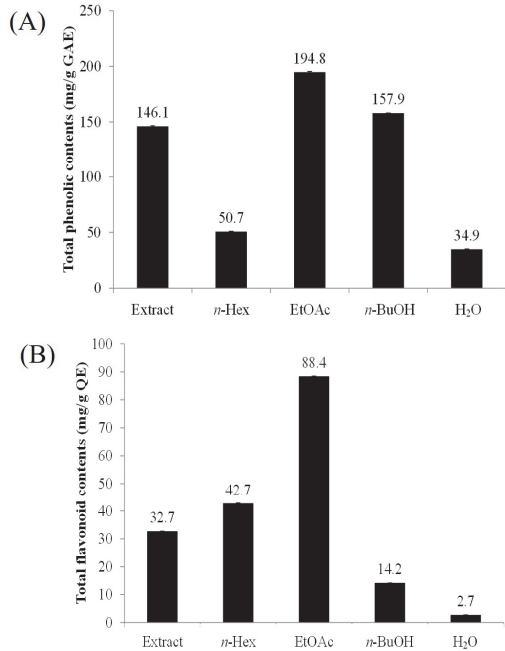 (A)
Total phenolic contents (mg/g GAE)
250
200
150
100
50
0
146.1
50.7
194.8
157.9
34.9
Extract
n-Hex
EtOAc
n-BuOH
H₂O
(B)
Total flavonoid contents (mg/g QE)
100
90
80
70
60
50
40
30
20
10
0
32.7
42.7
88.4
14.2
2.7
Extract
n-Hex
EtOAc
n-BuOH
H₂O